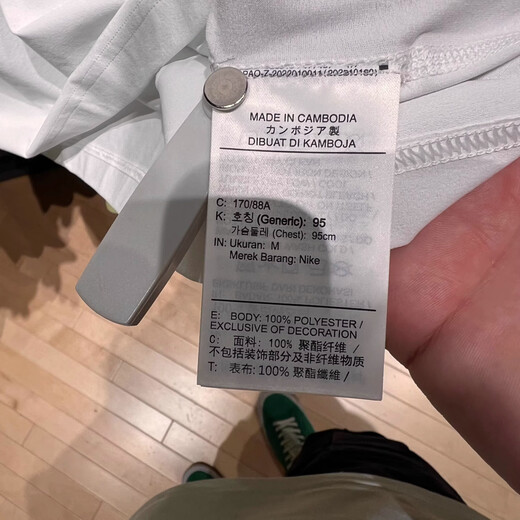 MADE IN CAMBODIA
カンボジア製
DIBUAT DI KAMBOJA
C: 170/88A
K: 호칭 (Generic): 95
가슴둘레 (Chest): 95cm
IN: Ukuran: M
Merek Barang: Nike
E: BODY: 100% POLYESTER /
EXCLUSIVE OF DECORATION
C: 面料: 100% 聚酯纤维 /
不包括装饰部分及非纤维物质
T: 表布: 100% 聚酯纖維 /